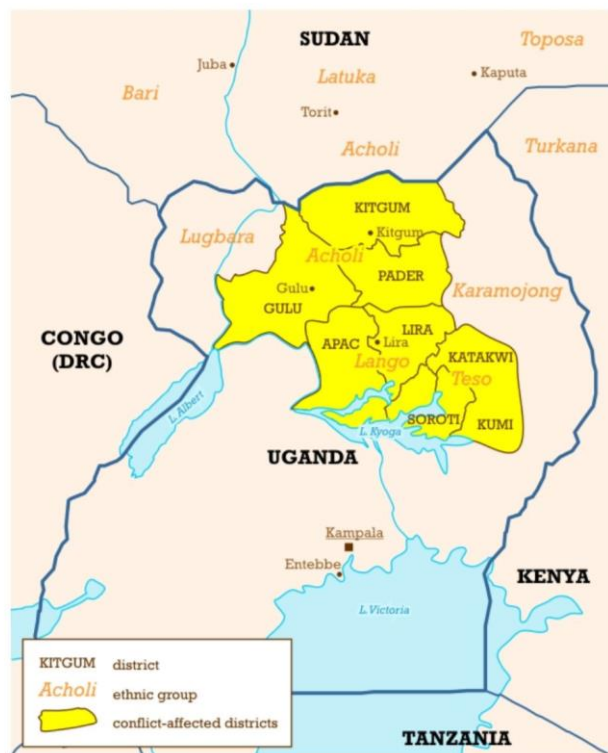 SUDAN
Toposa
Juba
Latuka
Kaputa
Bari
Torit
Acholi
Turkana
KITGUM
Kitgum
Lugbara
Acholi
PADER
Gulu
GULU
Karamojong
CONGO
(DRC)
APAC
LIRA
Lira
Lango
KATAKWI
Teso
L. Albert
SOROTI
KUMI
L. Kyoga
UGANDA
Kampala
Entebbe
KENYA
L. Victoria
KITGUM district
Acholi ethnic group
conflict-affected districts
TANZANIA